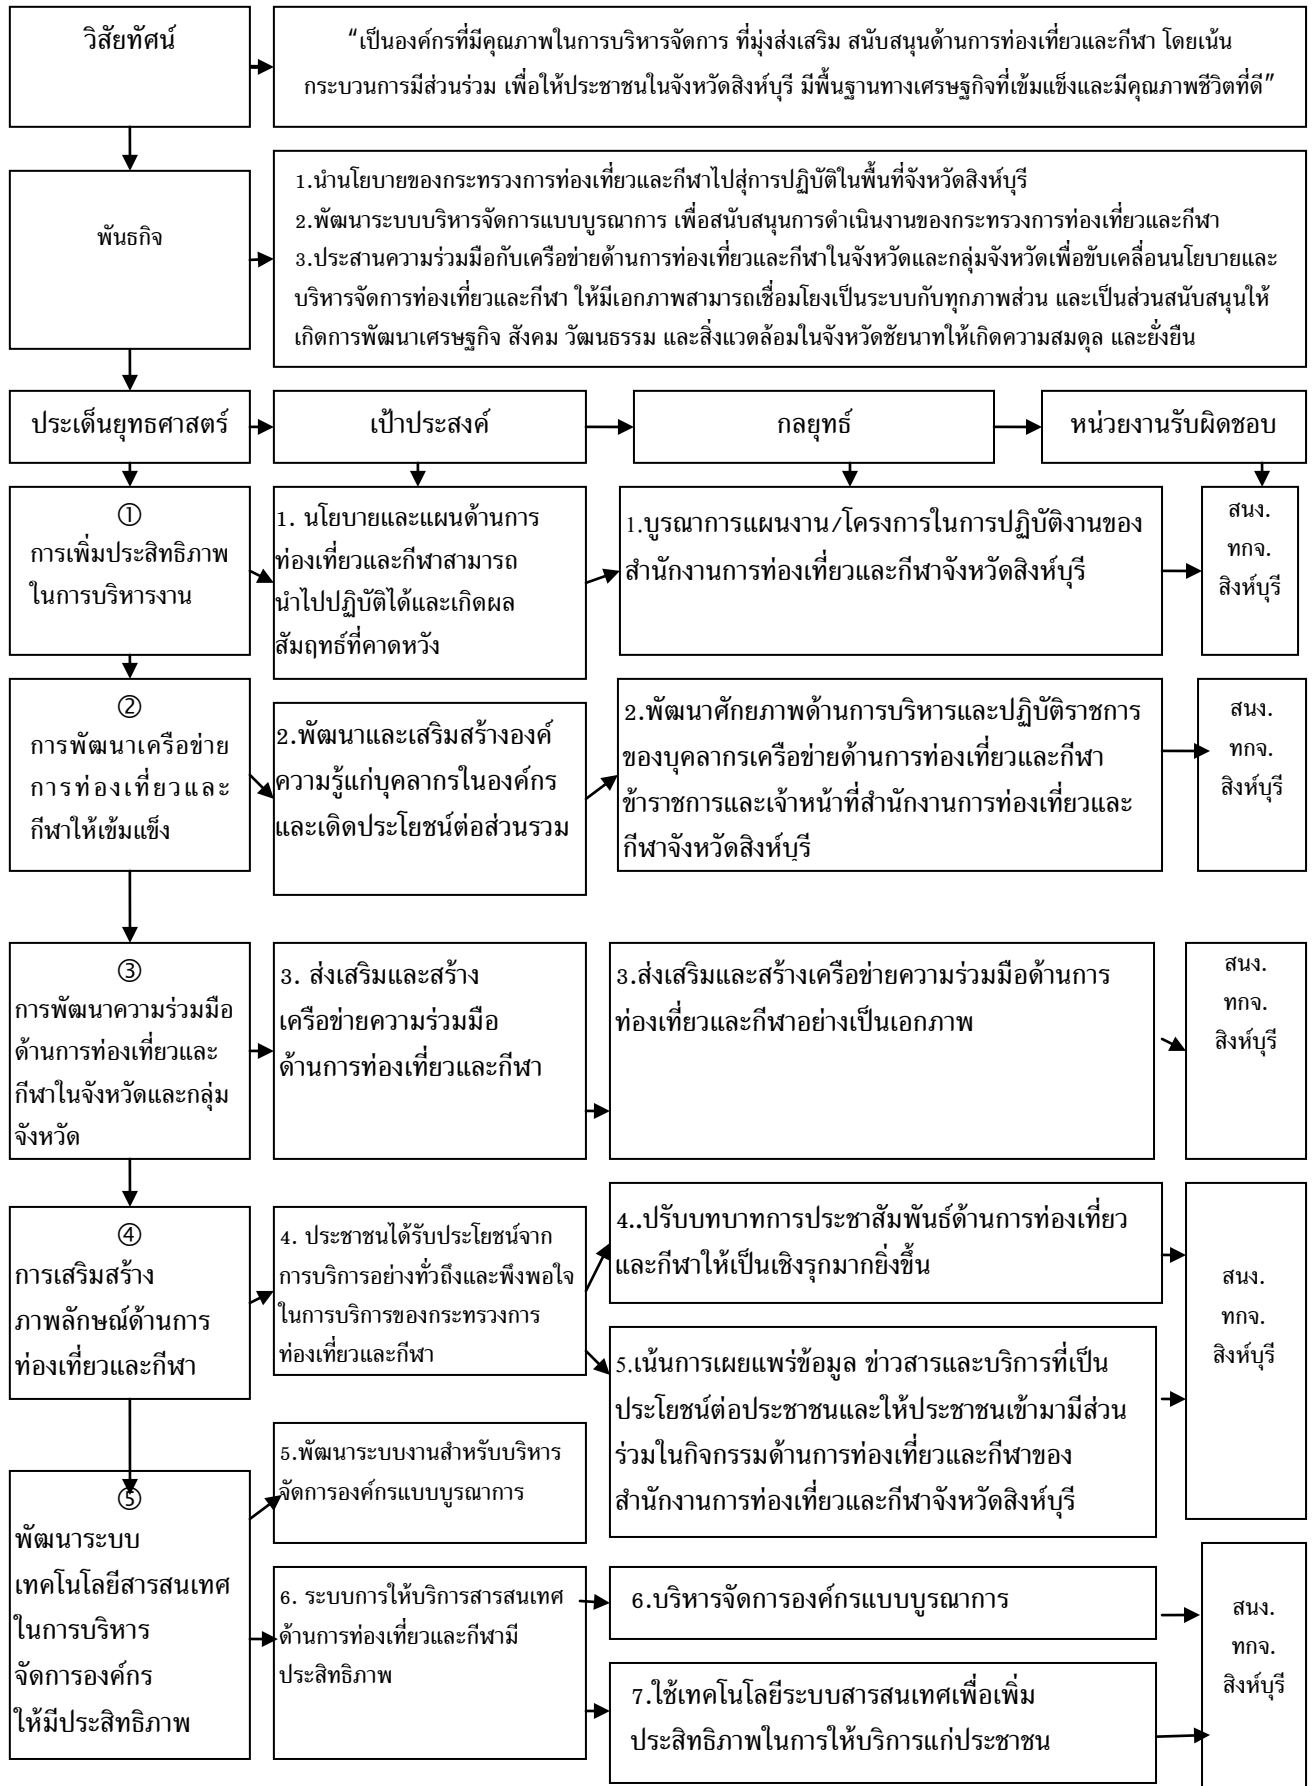 วิสัยทัศน์
“เป็นองค์กรที่มีคุณภาพในการบริหารจัดการ ที่มุ่งส่งเสริม สนับสนุนด้านการท่องเที่ยวและกีฬา โดยเน้น
กระบวนการมีส่วนร่วม เพื่อให้ประชาชนในจังหวัดสิงห์บุรี มีพื้นฐานทางเศรษฐกิจที่เข้มแข็งและมีคุณภาพชีวิตที่ดี”
พันธกิจ
1.นำนโยบายของกระทรวงการท่องเที่ยวและกีฬาไปสู่การปฏิบัติในพื้นที่จังหวัดสิงห์บุรี
2.พัฒนาระบบบริหารจัดการแบบบูรณาการ เพื่อสนับสนุนการดำเนินงานของกระทรวงการท่องเที่ยวและกีฬา
3.ประสานความร่วมมือกับเครือข่ายด้านการท่องเที่ยวและกีฬาในจังหวัดและกลุ่มจังหวัดเพื่อขับเคลื่อนนโยบายและ
บริหารจัดการท่องเที่ยวและกีฬา ให้มีเอกภาพสามารถเชื่อมโยงเป็นระบบกับทุกภาพส่วน และเป็นส่วนสนับสนุนให้
เกิดการพัฒนาเศรษฐกิจ สังคม วัฒนธรรม และสิ่งแวดล้อมในจังหวัดชัยนาทให้เกิดความสมดุล และยั่งยืน
ประเด็นยุทธศาสตร์
เป้าประสงค์
กลยุทธ์
หน่วยงานรับผิดชอบ
①
การเพิ่มประสิทธิภาพ
ในการบริหารงาน
1. นโยบายและแผนด้านการ
ท่องเที่ยวและกีฬาสามารถ
นำไปปฏิบัติได้และเกิดผล
สัมฤทธ์ที่คาดหวัง
1.บูรณาการแผนงาน/โครงการในการปฏิบัติงานของ
สำนักงานการท่องเที่ยวและกีฬาจังหวัดสิงห์บุรี
สนง.
ทกจ.
สิงห์บุรี
②
การพัฒนาเครือข่าย
การท่องเที่ยวและ
กีฬาให้เข้มแข็ง
2.พัฒนาและเสริมสร้างองค์
ความรู้แก่บุคลากรในองค์กร
และเดิดประโยชน์ต่อส่วนรวม
2.พัฒนาศักยภาพด้านการบริหารและปฏิบัติราชการ
ของบุคลากรเครือข่ายด้านการท่องเที่ยวและกีฬา
ข้าราชการและเจ้าหน้าที่สำนักงานการท่องเที่ยวและ
กีฬาจังหวัดสิงห์บุรี
สนง.
ทกจ.
สิงห์บุรี
③
การพัฒนาความร่วมมือ
ด้านการท่องเที่ยวและ
กีฬาในจังหวัดและกลุ่ม
จังหวัด
3. ส่งเสริมและสร้าง
เครือข่ายความร่วมมือ
ด้านการท่องเที่ยวและกีฬา
3.ส่งเสริมและสร้างเครือข่ายความร่วมมือด้านการ
ท่องเที่ยวและกีฬาอย่างเป็นเอกภาพ
สนง.
ทกจ.
สิงห์บุรี
④
การเสริมสร้าง
ภาพลักษณ์ด้านการ
ท่องเที่ยวและกีฬา
4. ประชาชนได้รับประโยชน์จาก
การบริการอย่างทั่วถึงและพึงพอใจ
ในการบริการของกระทรวงการ
ท่องเที่ยวและกีฬา
4..ปรับบทบาทการประชาสัมพันธ์ด้านการท่องเที่ยว
และกีฬาให้เป็นเชิงรุกมากยิ่งขึ้น
5.เน้นการเผยแพร่ข้อมูล ข่าวสารและบริการที่เป็น
ประโยชน์ต่อประชาชนและให้ประชาชนเข้ามามีส่วน
ร่วมในกิจกรรมด้านการท่องเที่ยวและกีฬาของ
สำนักงานการท่องเที่ยวและกีฬาจังหวัดสิงห์บุรี
สนง.
ทกจ.
สิงห์บุรี
⑤
พัฒนาระบบ
เทคโนโลยีสารสนเทศ
ในการบริหาร
จัดการองค์กร
ให้มีประสิทธิภาพ
5.พัฒนาระบบงานสำหรับบริหาร
จัดการองค์กรแบบบูรณาการ
6. ระบบการให้บริการสารสนเทศ
ด้านการท่องเที่ยวและกีฬามี
ประสิทธิภาพ
6.บริหารจัดการองค์กรแบบบูรณาการ
7.ใช้เทคโนโลยีระบบสารสนเทศเพื่อเพิ่ม
ประสิทธิภาพในการให้บริการแก่ประชาชน
สนง.
ทกจ.
สิงห์บุรี